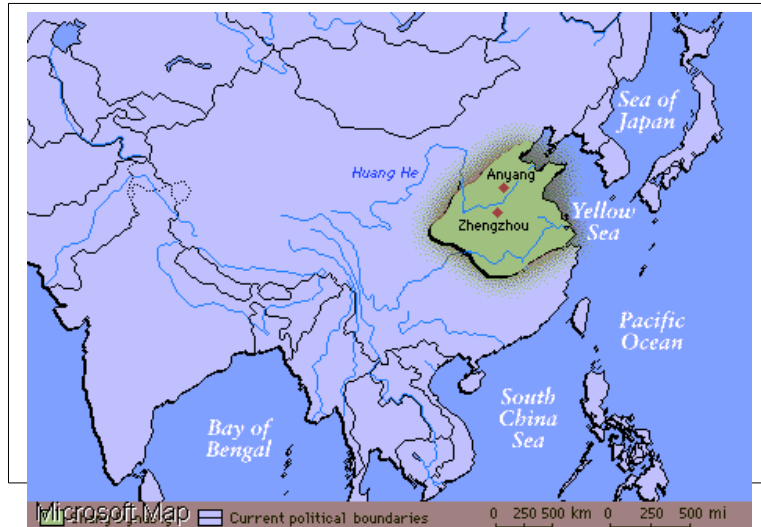 Sea of
Japan
Huang He
Anyang
Yellow
Sea
Zhengzhou
Pacific
Ocean
South
China
Sea
Bay of
Bengal
Microsoft Map
Current political boundaries
0 250 500 km 0 250 500 mi